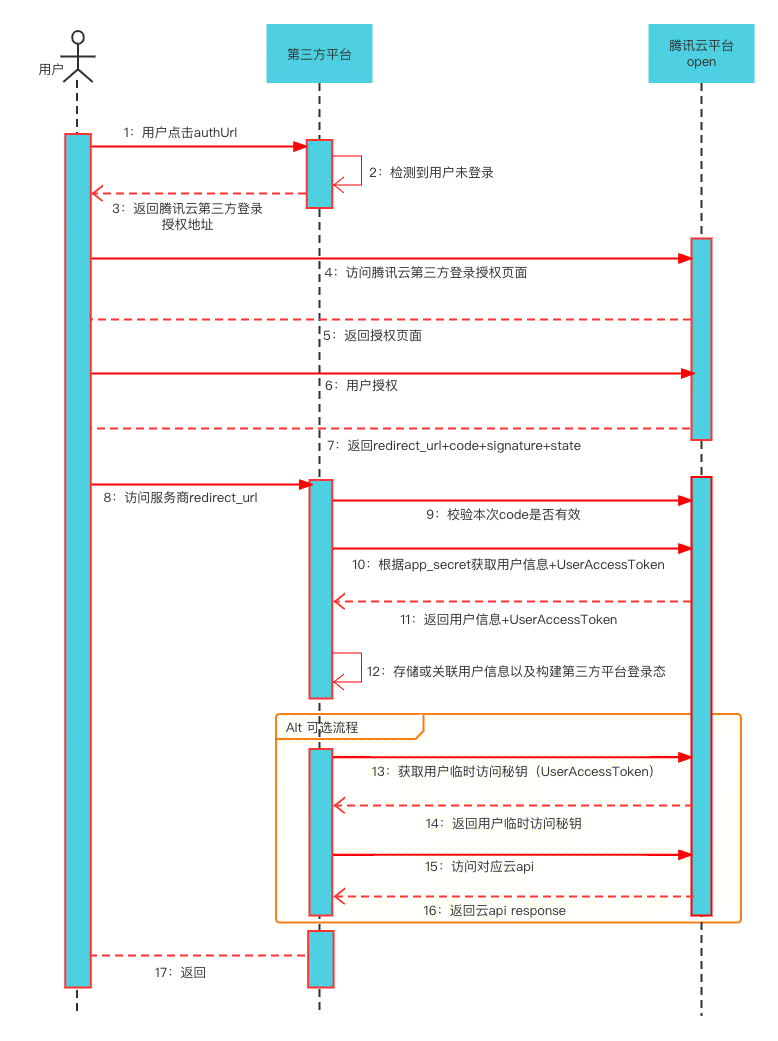 用户
第三方平台
腾讯云平台
open
1：用户点击authUrl
2：检测到用户未登录
3：返回腾讯云第三方登录
授权地址
4：访问腾讯云第三方登录授权页面
5：返回授权页面
6：用户授权
7：返回redirect_url+code+signature+state
8：访问服务商redirect_url
9：校验本次code是否有效
10：根据app_secret获取用户信息+UserAccessToken
11：返回用户信息+UserAccessToken
12：存储或关联用户信息以及构建第三方平台登录态
Alt 可选流程
13：获取用户临时访问秘钥（UserAccessToken）
14：返回用户临时访问秘钥
15：访问对应云api
16：返回云api response
17：返回